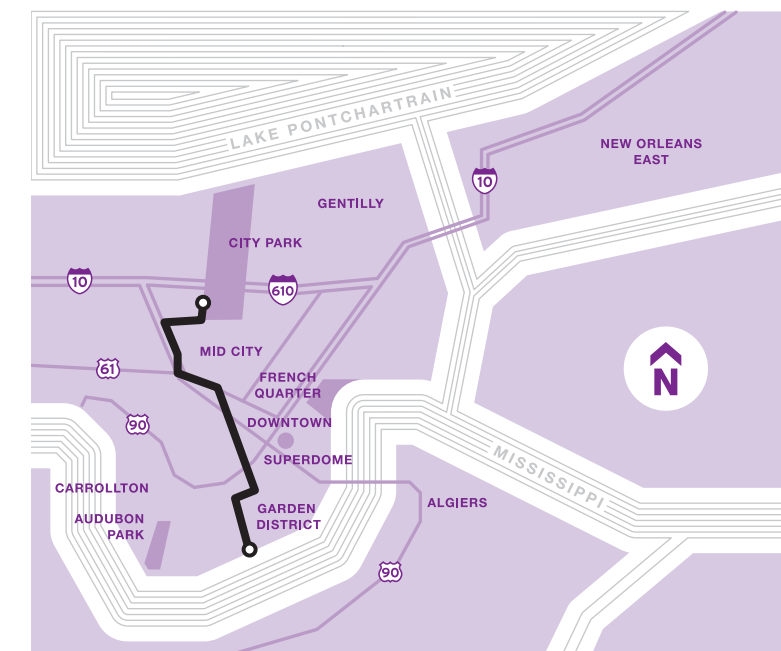 LAKE PONTCHARTRAIN
NEW ORLEANS
EAST
10
GENTILLY
CITY PARK
10
610
MID CITY
61
FRENCH
QUARTER
N
90
DOWNTOWN
SUPERDOME
MISSISSIPPI
CARROLLTON
AUDUBON
PARK
GARDEN
DISTRICT
ALGIERS
90